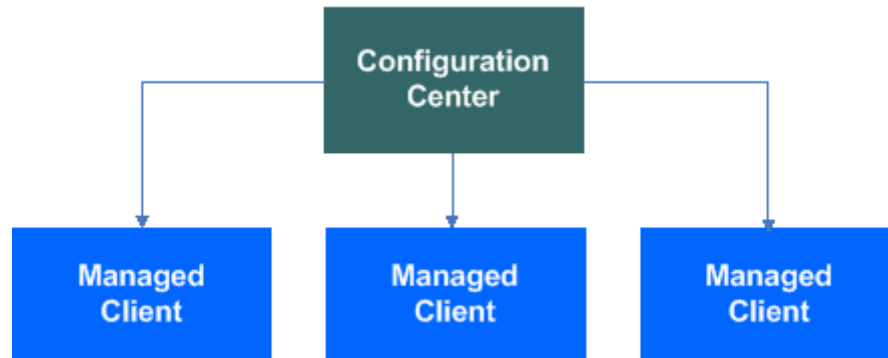 Configuration
Center
Managed
Client
Managed
Client
Managed
Client